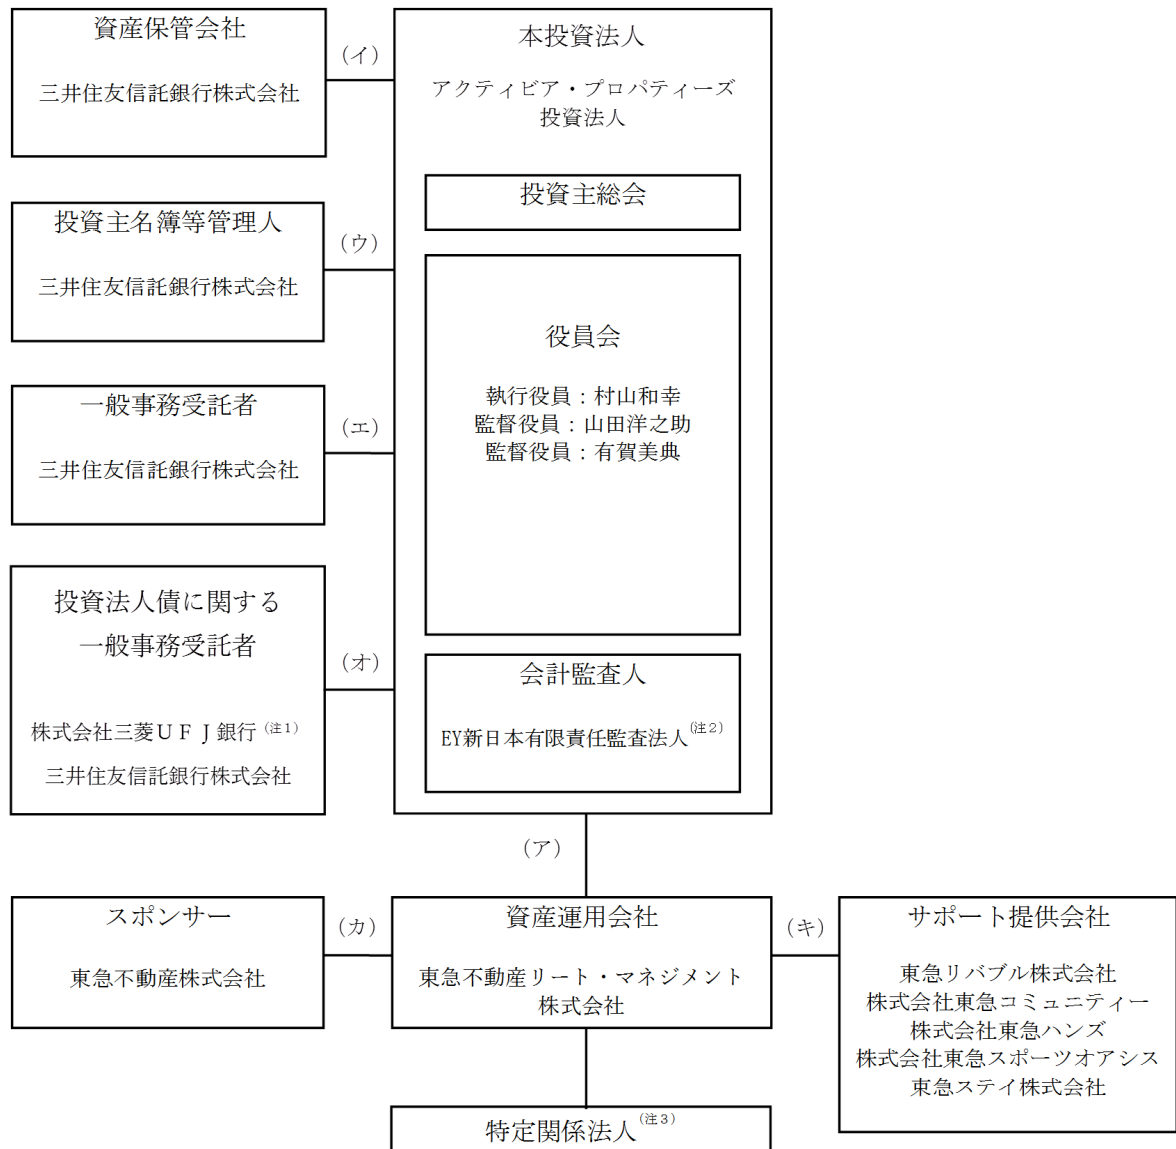 資産保管会社
三井住友信託銀行株式会社
(イ)
本投資法人
アクティビア・プロパティーズ
投資法人
投資主総会
投資主名簿等管理人
三井住友信託銀行株式会社
(ウ)
役員会
執行役員:村山和幸
監督役員:山田洋之助
監督役員:有賀美典
一般事務受託者
三井住友信託銀行株式会社
(エ)
投資法人債に関する
一般事務受託者
株式会社三菱UFJ銀行(注1)
三井住友信託銀行株式会社
(オ)
会計監査人
EY新日本有限責任監査法人(注2)
(ア)
スポンサー
東急不動産株式会社
(カ)
資産運用会社
東急不動産リート・マネジメント
株式会社
(キ)
サポート提供会社
東急リバブル株式会社
株式会社東急コミュニティー
株式会社東急ハンズ
株式会社東急スポーツオアシス
東急ステイ株式会社
特定関係法人(注3)